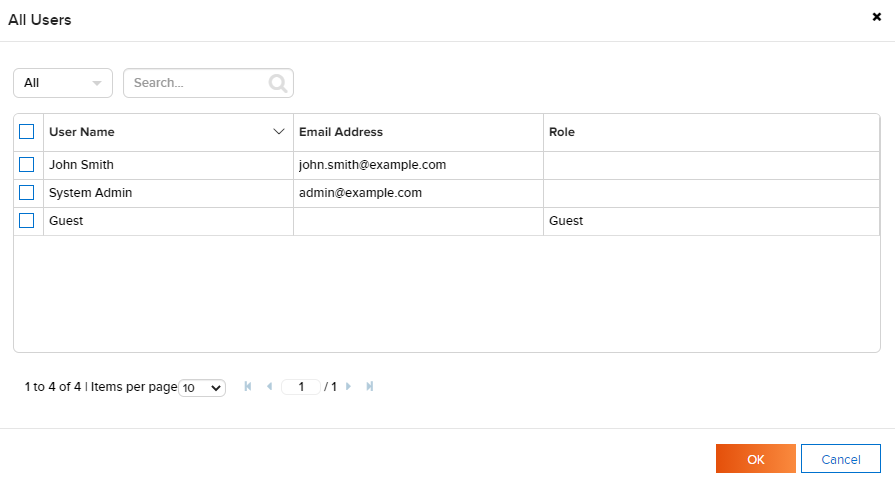 All Users
All
Search...
User Name Email Address Role
John Smith john.smith@example.com
System Admin admin@example.com
Guest Guest
1 to 4 of 4 | Items per page 10 1 / 1
OK Cancel